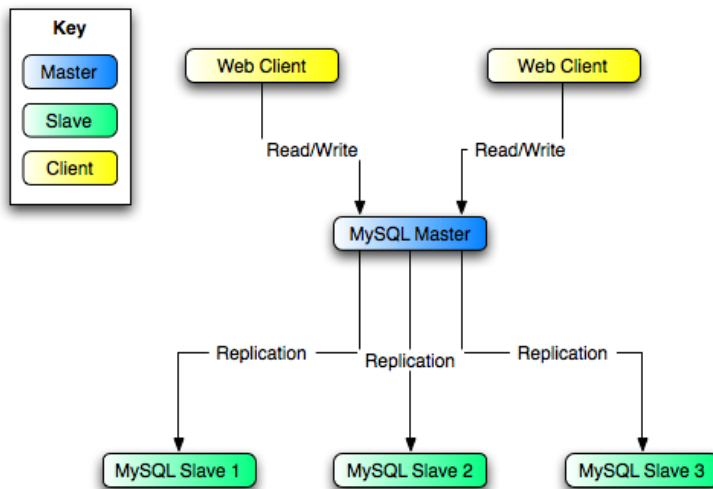 Key
Master
Slave
Client
Web Client
Web Client
Read/Write
Read/Write
MySQL Master
Replication
Replication
Replication
MySQL Slave 1
MySQL Slave 2
MySQL Slave 3